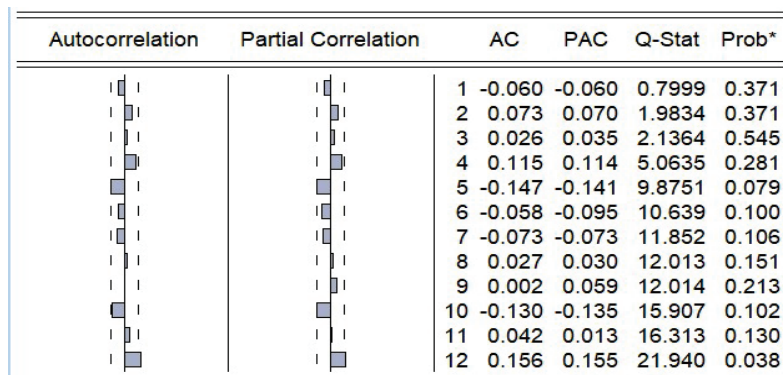 Autocorrelation Partial Correlation AC PAC Q-Stat Prob*
1 -0.060 -0.060 0.7999 0.371
2 0.073 0.070 1.9834 0.371
3 0.026 0.035 2.1364 0.545
4 0.115 0.114 5.0635 0.281
5 -0.147 -0.141 9.8751 0.079
6 -0.058 -0.095 10.639 0.100
7 -0.073 -0.073 11.852 0.106
8 0.027 0.030 12.013 0.151
9 0.002 0.059 12.014 0.213
10 -0.130 -0.135 15.907 0.102
11 0.042 0.013 16.313 0.130
12 0.156 0.155 21.940 0.038